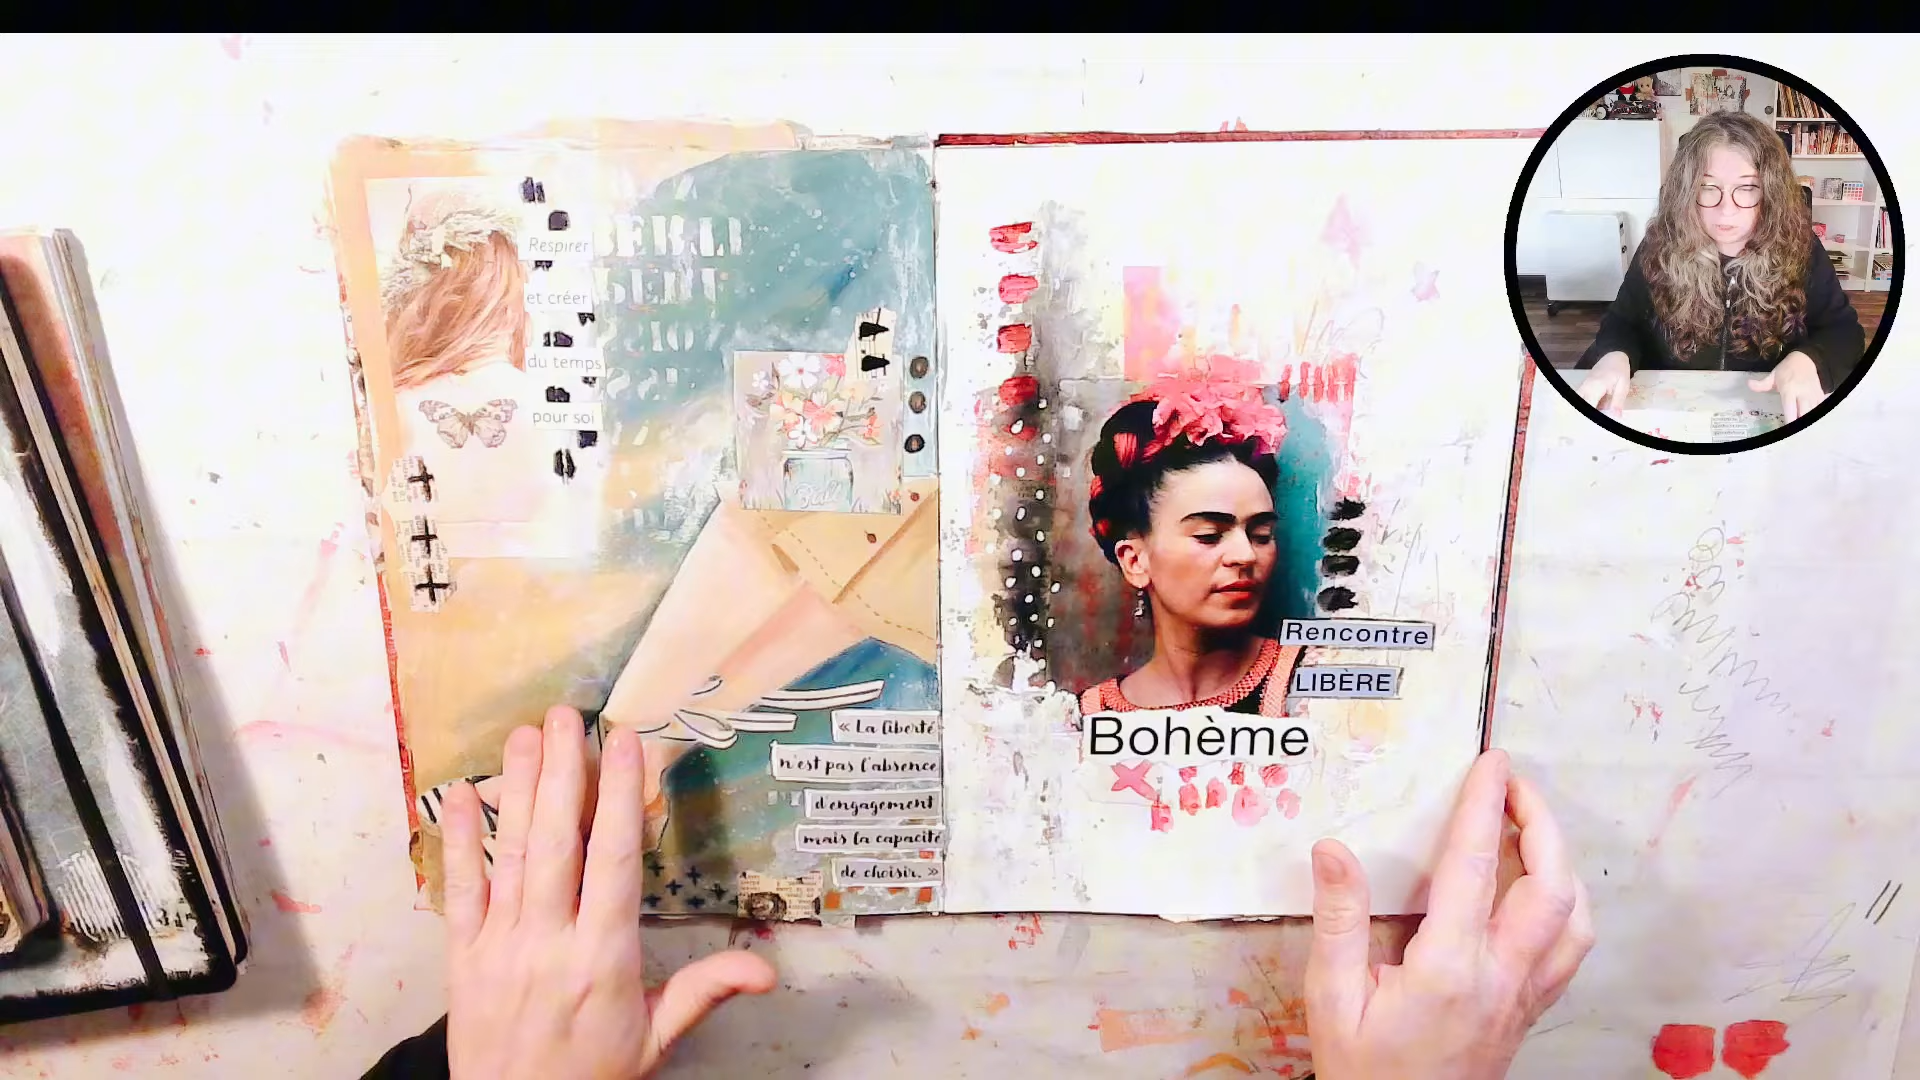 Respirer
et créer
du temps
pour soi
Ball
« La liberté
n'est pas l'absence
d'engagement
mais la capacité
de choisir. »
Rencontre
LIBÈRE
Bohème